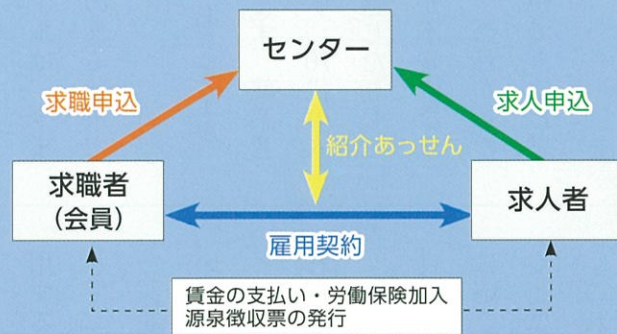 センター
求職申込
求人申込
紹介あっせん
求職者
(会員)
求人者
雇用契約
賃金の支払い・労働保険加入
源泉徴収票の発行